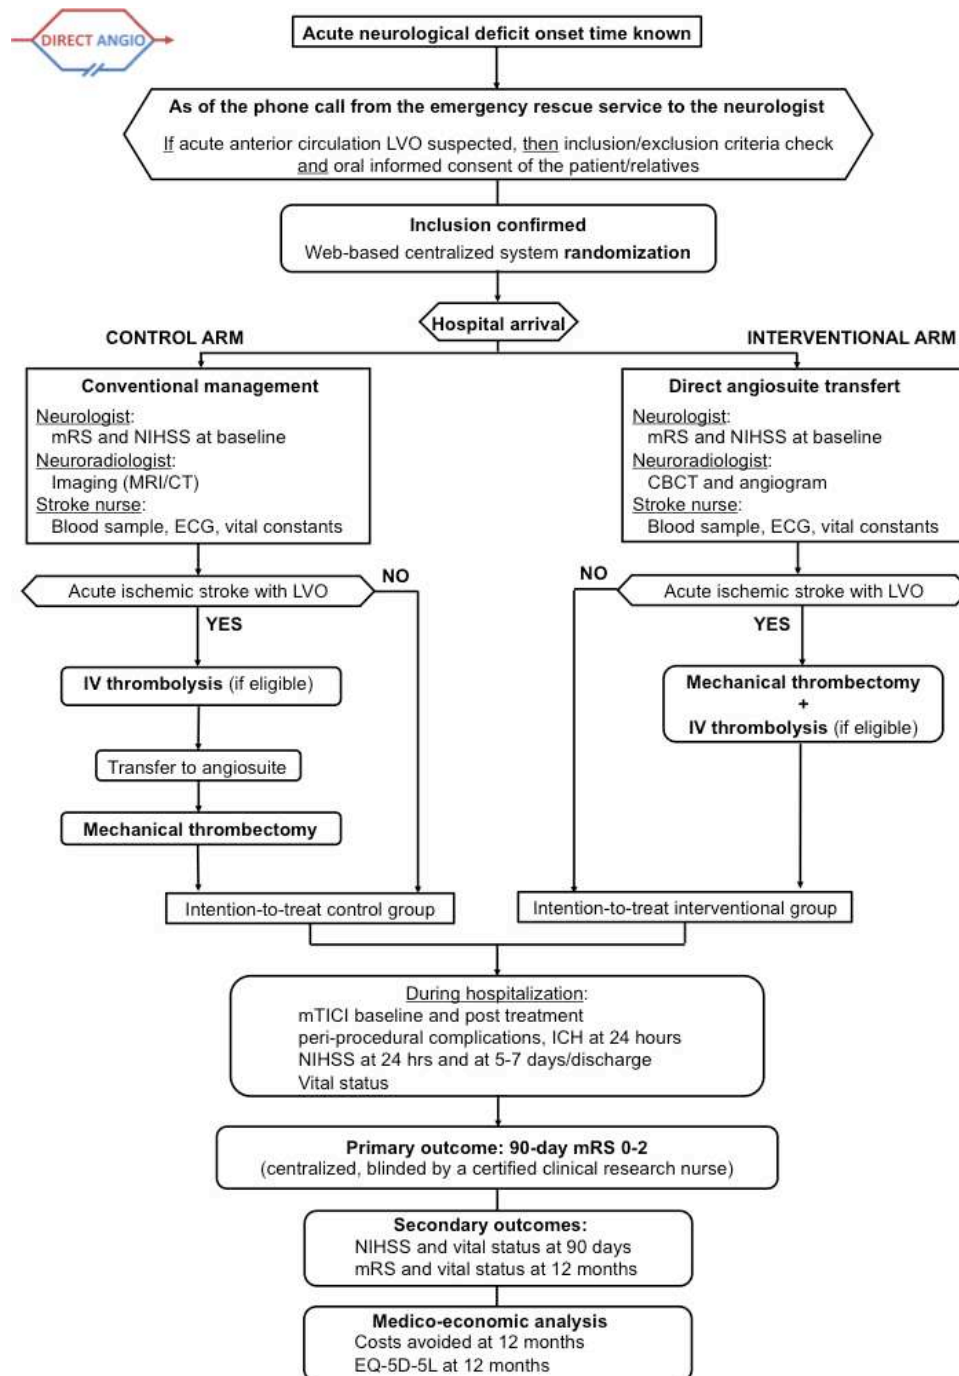 DIRECT ANGIO
Acute neurological deficit onset time known
As of the phone call from the emergency rescue service to the neurologist
If acute anterior circulation LVO suspected, then inclusion/exclusion criteria check
and oral informed consent of the patient/relatives
Inclusion confirmed
Web-based centralized system randomization
Hospital arrival
CONTROL ARM
INTERVENTIONAL ARM
Conventional management
Neurologist:
mRS and NIHSS at baseline
Neuroradiologist:
Imaging (MRI/CT)
Stroke nurse:
Blood sample, ECG, vital constants
Direct angiosuite transfert
Neurologist:
mRS and NIHSS at baseline
Neuroradiologist:
CBCT and angiogram
Stroke nurse:
Blood sample, ECG, vital constants
Acute ischemic stroke with LVO
NO
YES
NO
Acute ischemic stroke with LVO
YES
IV thrombolysis (if eligible)
Transfer to angiosuite
Mechanical thrombectomy
Mechanical thrombectomy
+
IV thrombolysis (if eligible)
Intention-to-treat control group
Intention-to-treat interventional group
During hospitalization:
mTICI baseline and post treatment
peri-procedural complications, ICH at 24 hours
NIHSS at 24 hrs and at 5-7 days/discharge
Vital status
Primary outcome: 90-day mRS 0-2
(centralized, blinded by a certified clinical research nurse)
Secondary outcomes:
NIHSS and vital status at 90 days
mRS and vital status at 12 months
Medico-economic analysis
Costs avoided at 12 months
EQ-5D-5L at 12 months